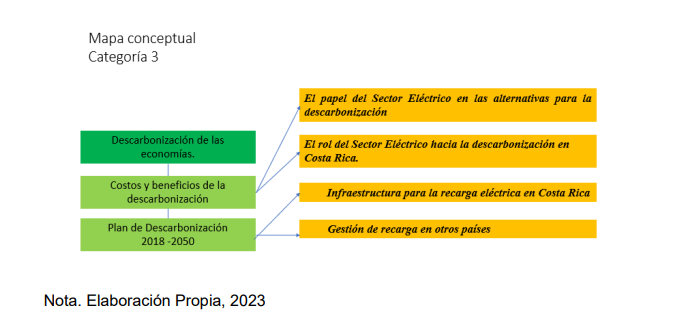 Mapa conceptual
Categoría 3
Descarbonización de las
economías.
Costos y beneficios de la
descarbonización
Plan de Descarbonización
2018 -2050
El papel del Sector Eléctrico en las alternativas para la
descarbonización
El rol del Sector Eléctrico hacia la descarbonización en
Costa Rica.
Infraestructura para la recarga eléctrica en Costa Rica
Gestión de recarga en otros países
Nota. Elaboración Propia, 2023